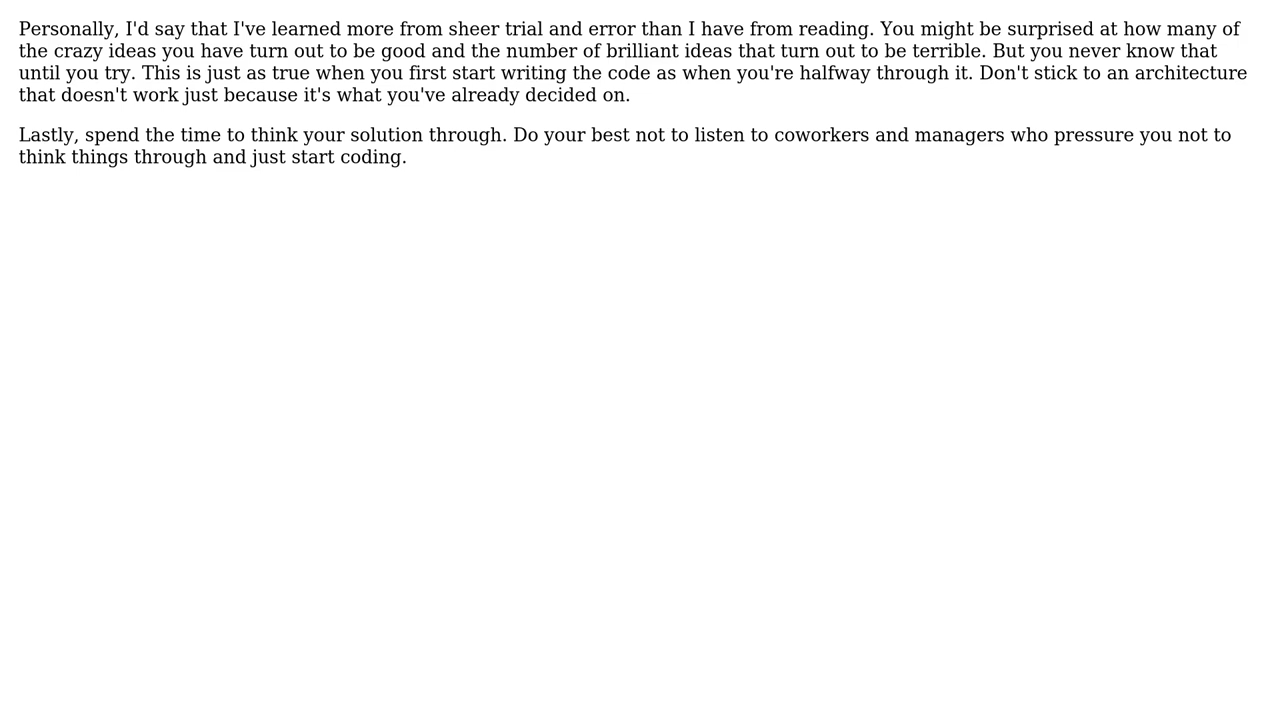 Personally, I'd say that I've learned more from sheer trial and error than I have from reading. You might be surprised at how many of
the crazy ideas you have turn out to be good and the number of brilliant ideas that turn out to be terrible. But you never know that
until you try. This is just as true when you first start writing the code as when you're halfway through it. Don't stick to an architecture
that doesn't work just because it's what you've already decided on.
Lastly, spend the time to think your solution through. Do your best not to listen to coworkers and managers who pressure you not to
think things through and just start coding.